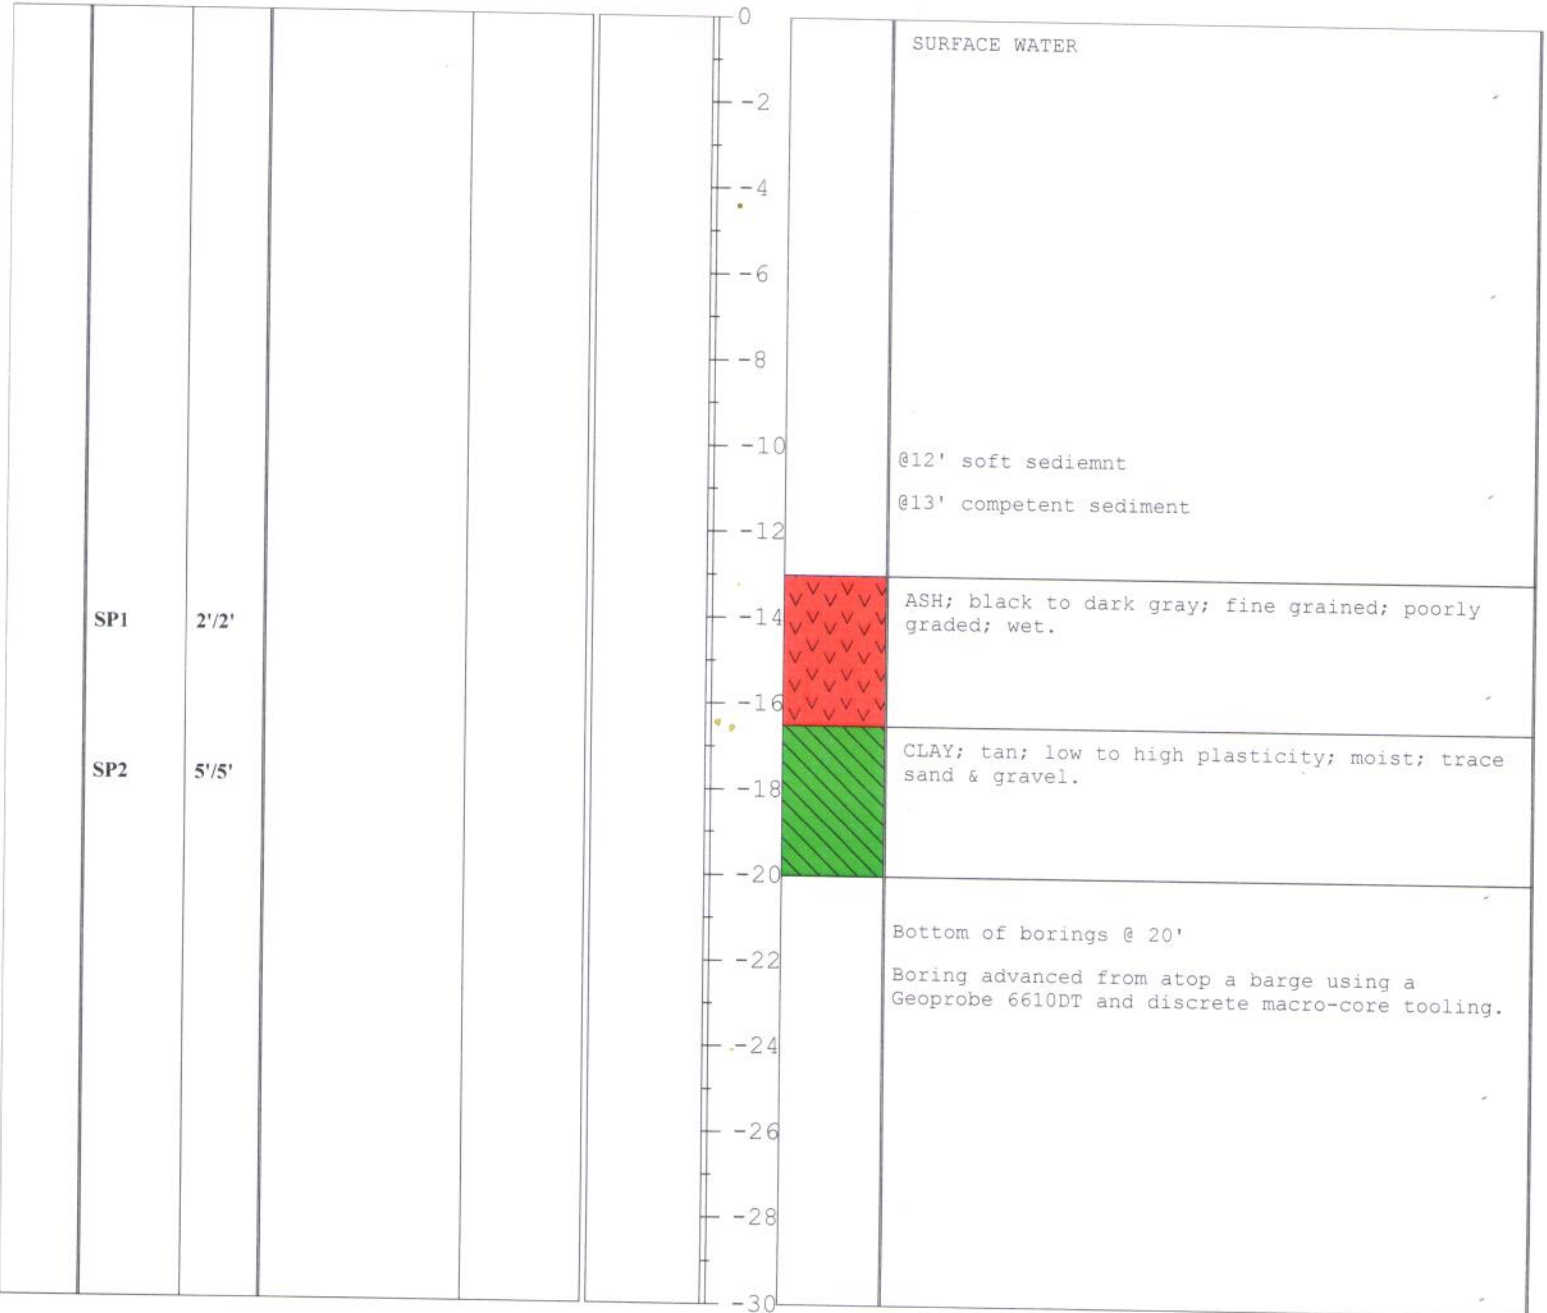 0
SURFACE WATER
-2
-4
-6
-8
-10
@12' soft sediemnt
@13' competent sediment
-12
SP1 2'/2' -14 ASH; black to dark gray; fine grained; poorly
graded; wet.
-16
SP2 5'/5' CLAY; tan; low to high plasticity; moist; trace
sand & gravel.
-18
-20
Bottom of borings @ 20'
-22
Boring advanced from atop a barge using a
Geoprobe 6610DT and discrete macro-core tooling.
-24
-26
-28
-30